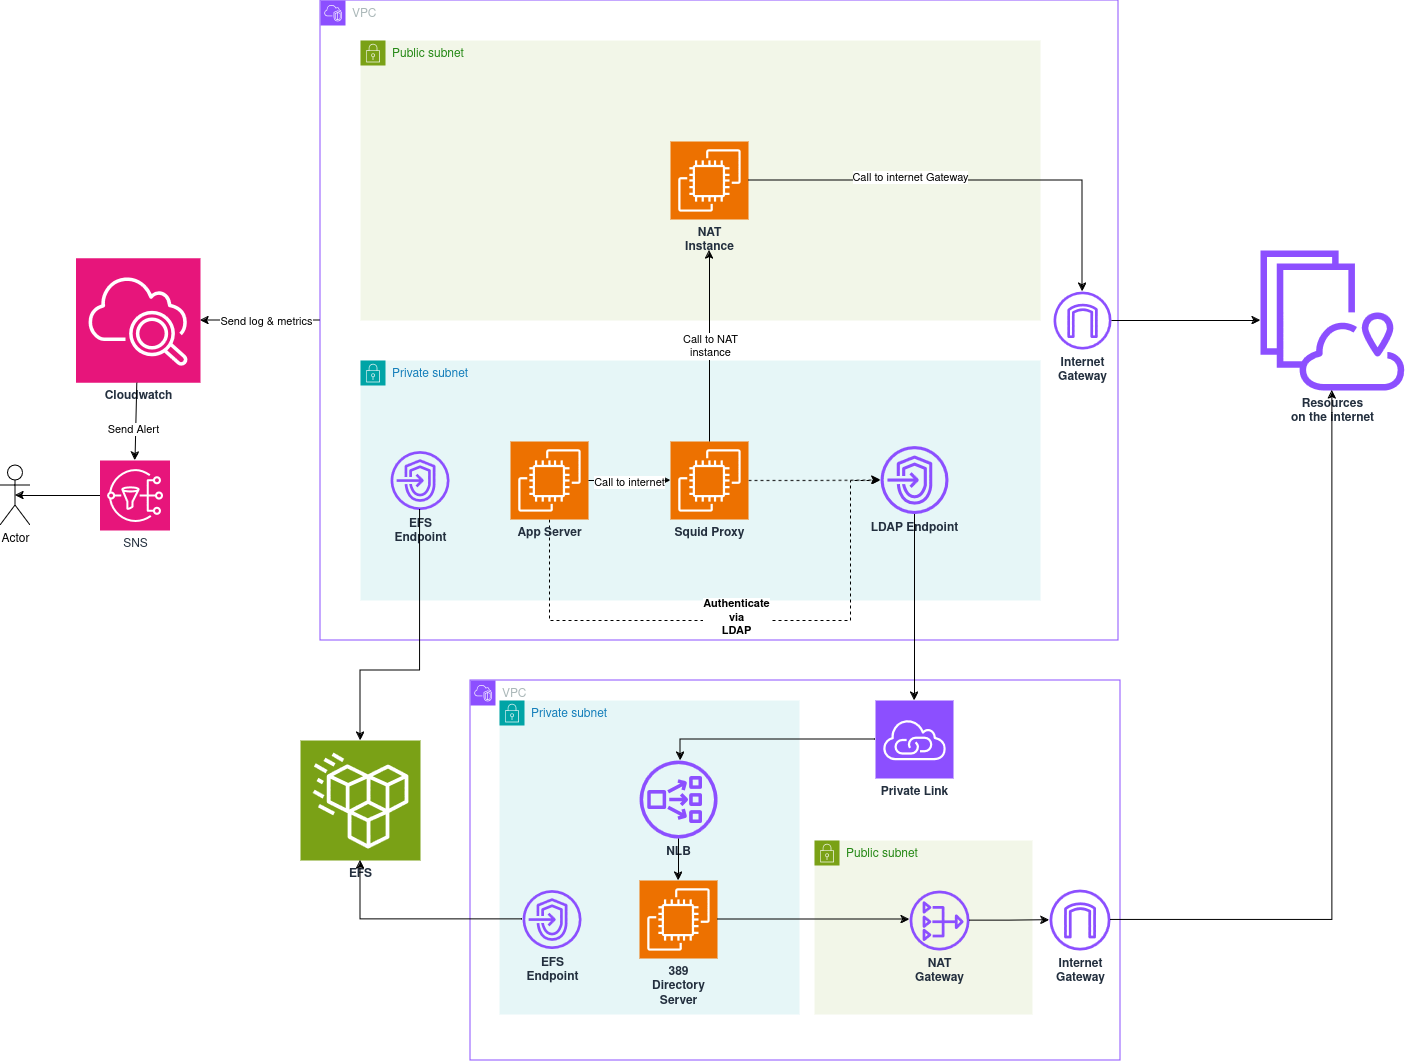 VPC
Public subnet
NAT
Instance
Call to internet Gateway
Internet
Gateway
Resources
on the internet
Send log & metrics
Cloudwatch
Send Alert
SNS
Actor
Call to NAT
instance
Private subnet
EFS
Endpoint
App Server
Call to internet
Squid Proxy
LDAP Endpoint
Authenticate
via
LDAP
VPC
Private subnet
Private Link
NLB
EFS
Public subnet
EFS
Endpoint
389
Directory
Server
NAT
Gateway
Internet
Gateway